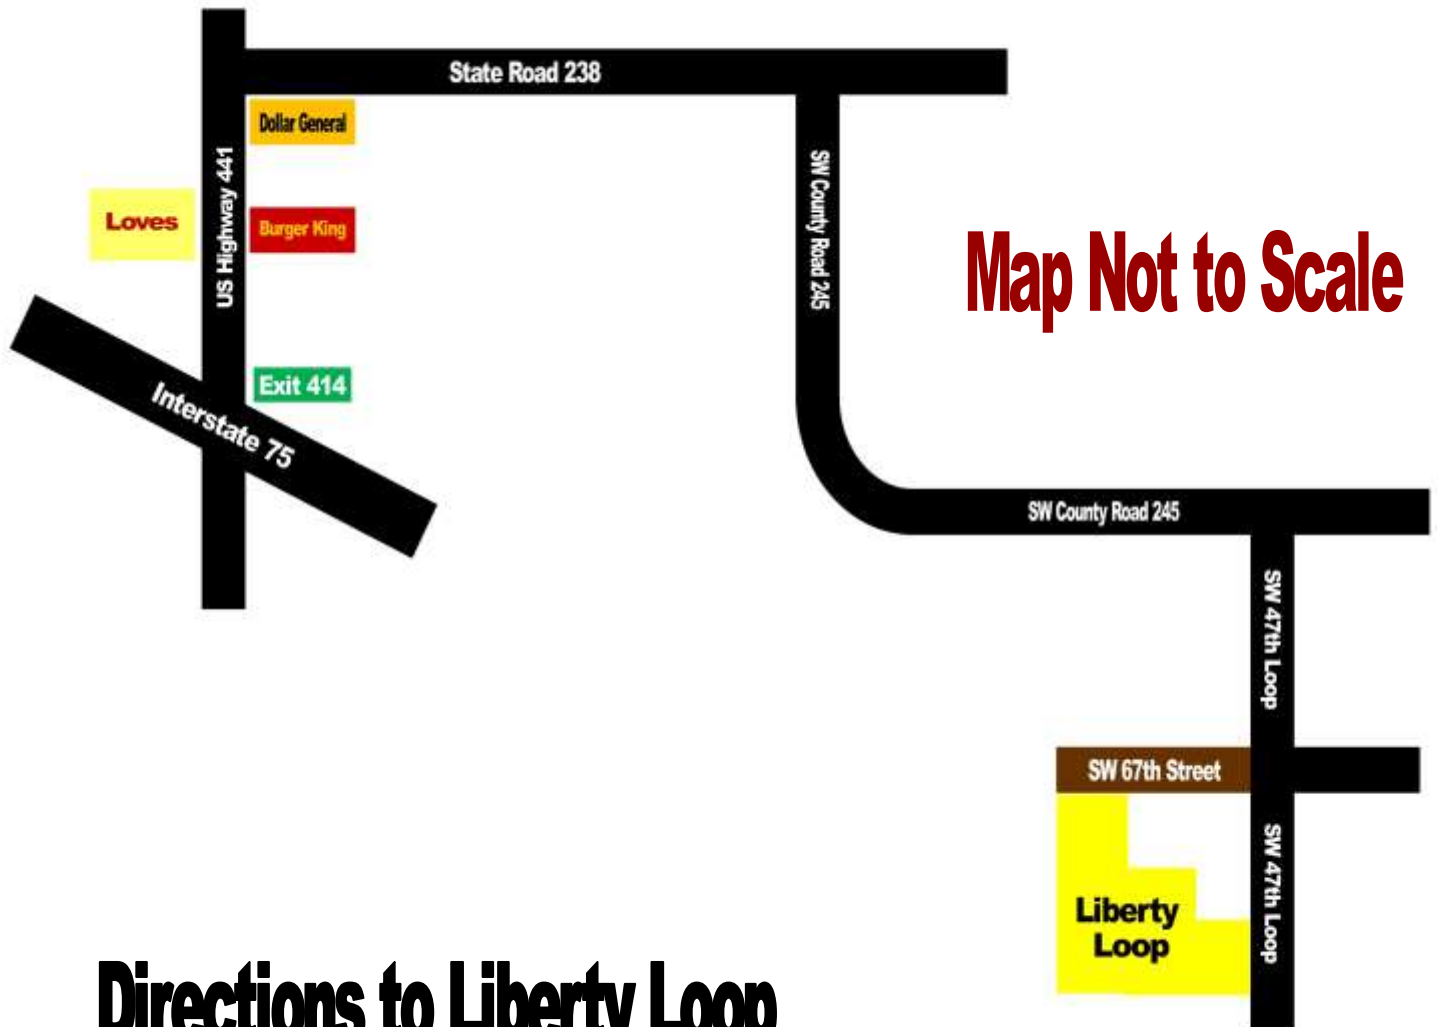 State Road 238
Dollar General
US Highway 441
Loves
Burger King
SW County Road 245
Map Not to Scale
Exit 414
Interstate 75
SW County Road 245
SW 47th Loop
SW 67th Street
SW 47th Loop
Liberty
Loop
Directions to Liberty Loop